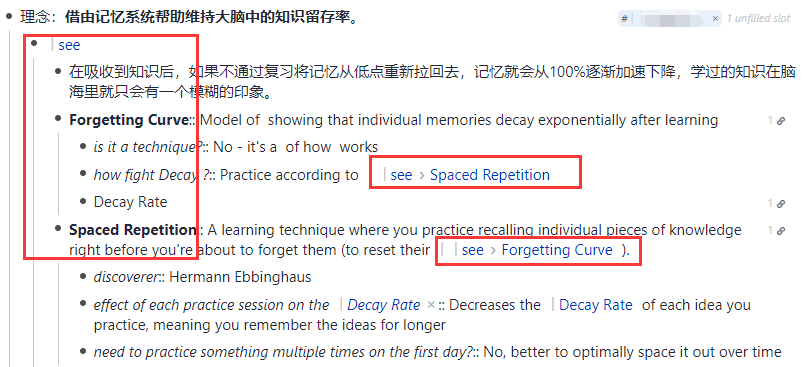 理念：借由记忆系统帮助维持大脑中的知识留存率。
# × 1 unfilled slot
see
在吸收到知识后，如果不通过复习将记忆从低点重新拉回去，记忆就会从100%逐渐加速下降，学过的知识在脑
海里就只会有一个模糊的印象。
Forgetting Curve:: Model of showing that individual memories decay exponentially after learning 1
is it a technique?:: No - it's a of how works
how fight Decay ?:: Practice according to see > Spaced Repetition
Decay Rate 1
Spaced Repetition:: A learning technique where you practice recalling individual pieces of knowledge 1
right before you're about to forget them (to reset their see > Forgetting Curve ).
discoverer:: Hermann Ebbinghaus
effect of each practice session on the Decay Rate ×:: Decreases the Decay Rate of each idea you
practice, meaning you remember the ideas for longer
need to practice something multiple times on the first day?:: No, better to optimally space it out over time